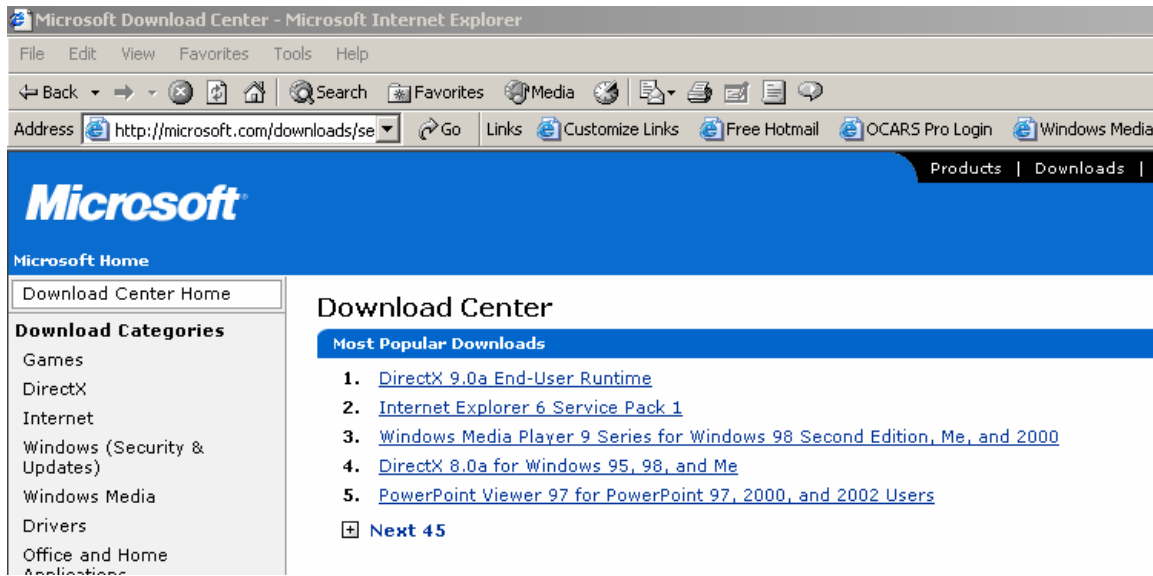 Microsoft Download Center - Microsoft Internet Explorer
File Edit View Favorites Tools Help
Back Search Favorites Media
Address http://microsoft.com/downloads/se Go Links Customize Links Free Hotmail OCARS Pro Login Windows Media
Products | Downloads |
Microsoft
Microsoft Home
Download Center Home
Download Categories
Games
DirectX
Internet
Windows (Security &
Updates)
Windows Media
Drivers
Office and Home
Applications
Download Center
Most Popular Downloads
1. DirectX 9.0a End-User Runtime
2. Internet Explorer 6 Service Pack 1
3. Windows Media Player 9 Series for Windows 98 Second Edition, Me, and 2000
4. DirectX 8.0a for Windows 95, 98, and Me
5. PowerPoint Viewer 97 for PowerPoint 97, 2000, and 2002 Users
Next 45